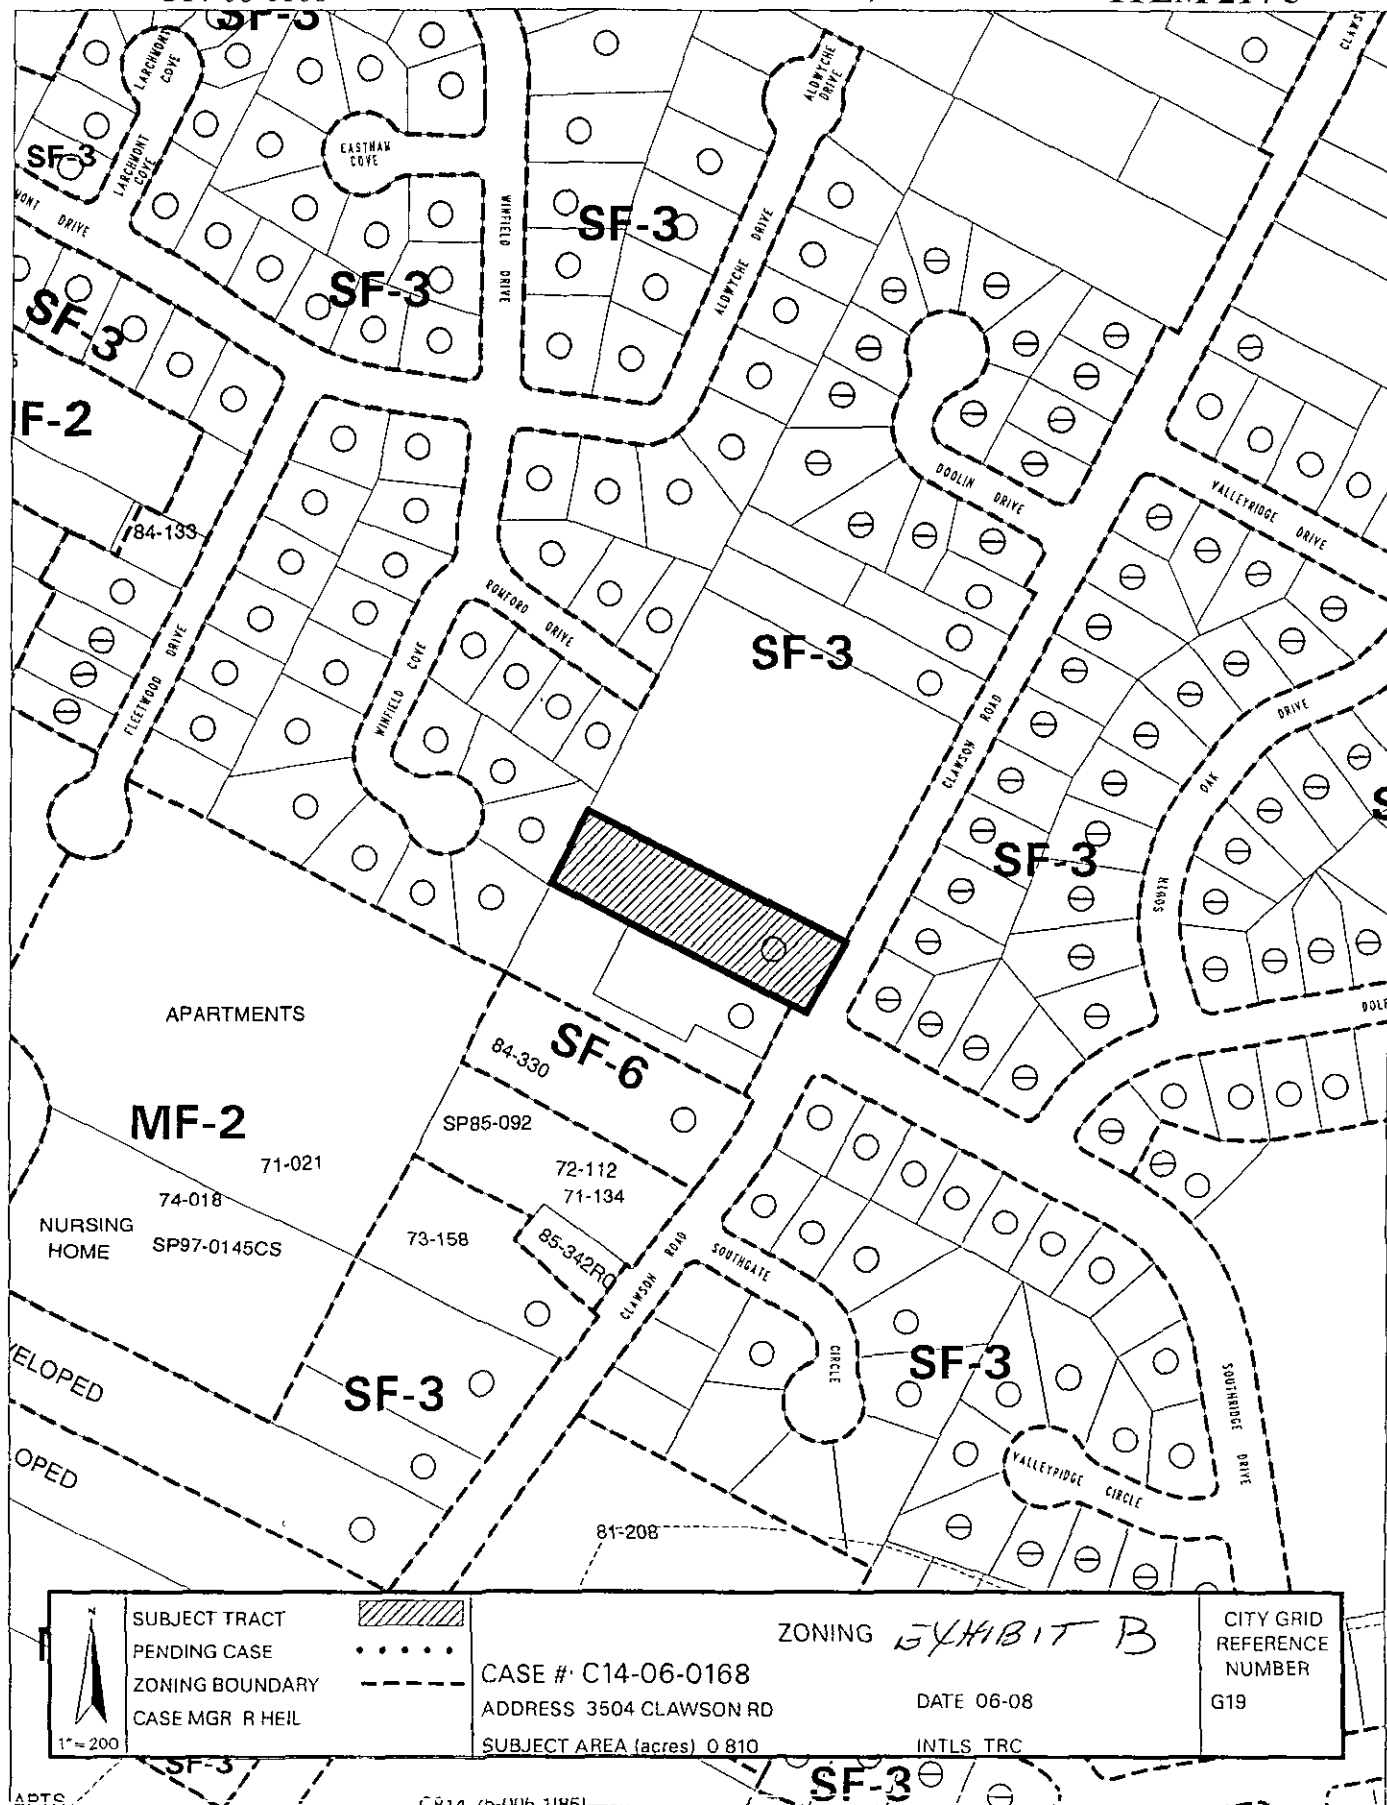 SF-3
CLAWS
LARCHMONT
COVE
ALDWYCHE
DRIVE
EASTHAM
COVE
SF-3
LARCHMONT
COVE
MONT DRIVE
WINFIELD DRIVE
SF-3
ALDWYCHE DRIVE
SF-3
SF-3
F-2
DOOLIN DRIVE
VALLEYRIDGE DRIVE
84-133
ROMFORD DRIVE
SF-3
FLEETWOOD DRIVE
WINFIELD COVE
CLAWSON ROAD
DRIVE
OAK
S
SF-3
HIGGS
DOLP
APARTMENTS
SF-6
84-330
MF-2
SP85-092
71-021
72-112
74-018
71-134
NURSING
HOME
SP97-0145CS
73-158
85-342RC
CLAWSON ROAD
SOUTHGATE
CIRCLE
SF-3
VELOPED
SF-3
SOUTHRIDGE DRIVE
OPED
VALLEYRIDGE CIRCLE
81-208
N
1"=200
SUBJECT TRACT
PENDING CASE
ZONING BOUNDARY
CASE MGR R HEIL
ZONING EXHIBIT B
CASE #: C14-06-0168
ADDRESS 3504 CLAWSON RD
DATE 06-08
SUBJECT AREA (acres) 0 810
INTLS TRC
CITY GRID
REFERENCE
NUMBER
G19
SF-3
SF-3
APTS